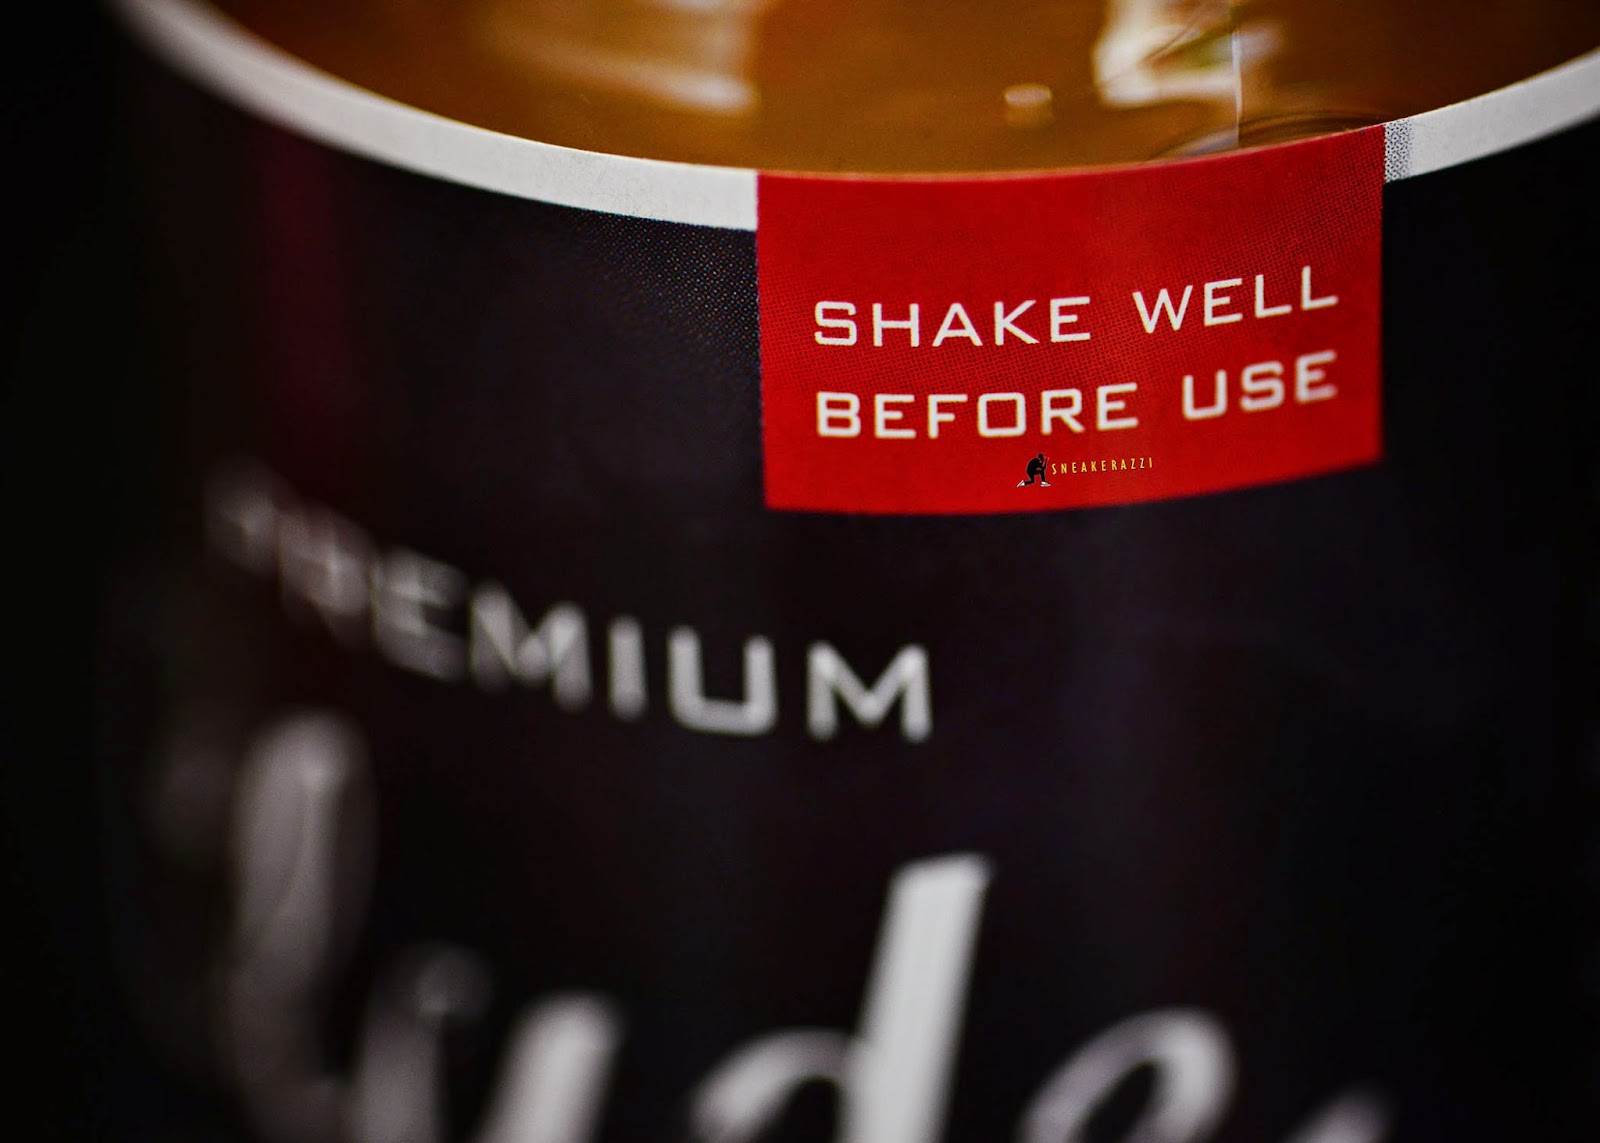 SHAKE WELL
BEFORE USE
SNEAKERAZZI
PREMIUM